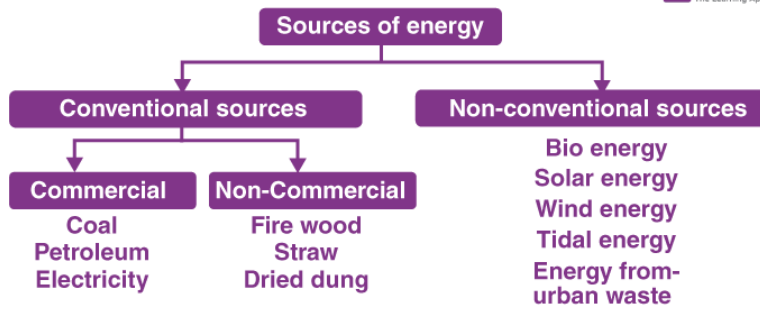 Sources of energy
Conventional sources
Non-conventional sources
Commercial
Coal
Petroleum
Electricity
Non-Commercial
Fire wood
Straw
Dried dung
Bio energy
Solar energy
Wind energy
Tidal energy
Energy from-
urban waste